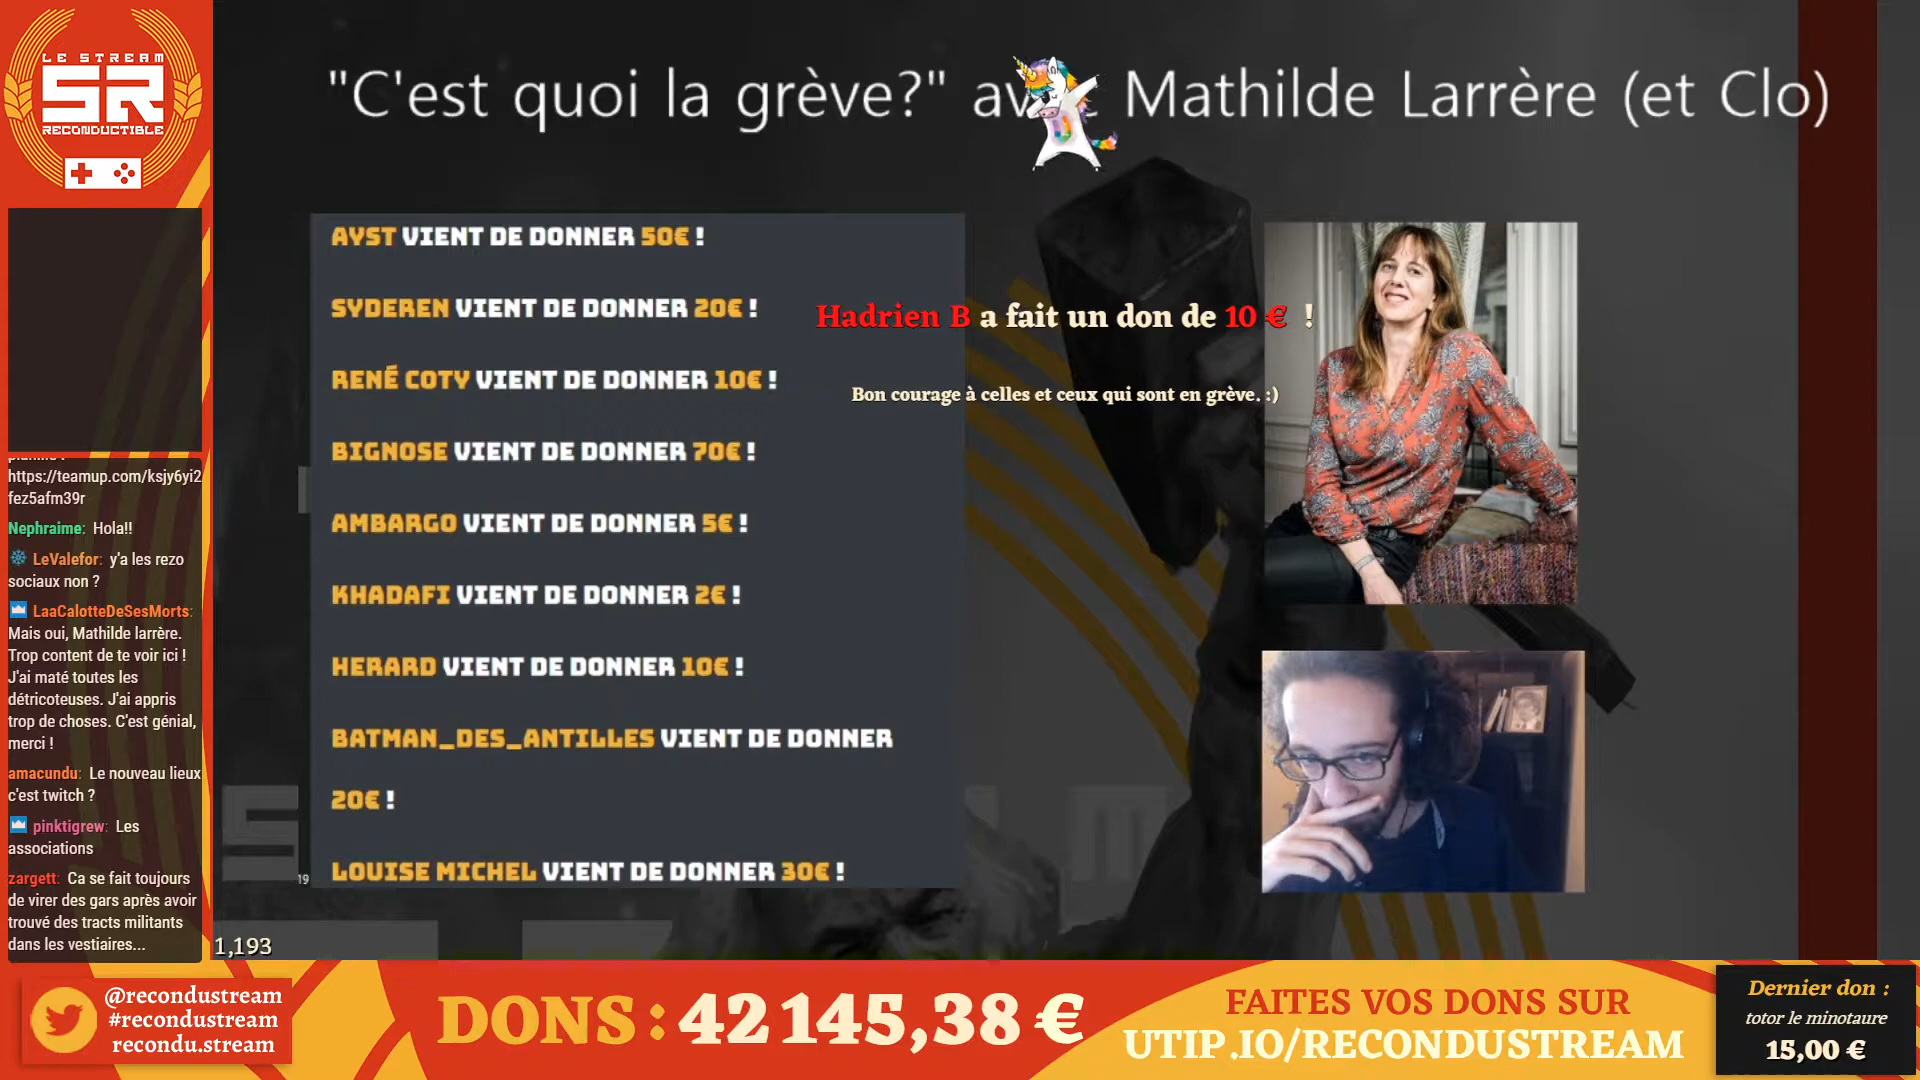 LE STREAM
SR
RECONDUCTIBLE
"C'est quoi la grève?" Mathilde Larrère (et Clo)
AYST VIENT DE DONNER 50€ !
SYDEREN VIENT DE DONNER 20€ !
RENÉ COTY VIENT DE DONNER 10€ !
BIGNOSE VIENT DE DONNER 70€ !
AMBARGO VIENT DE DONNER 5€ !
KHADAFI VIENT DE DONNER 2€ !
HERARD VIENT DE DONNER 10€ !
BATMAN_DES_ANTILLES VIENT DE DONNER
20€ !
LOUISE MICHEL VIENT DE DONNER 30€ !
Hadrien B a fait un don de 10 € !
Bon courage à celles et ceux qui sont en grève. :)
https://teamup.com/ksjy6yi2
fez5afm39r
Nephraime: Hola!!
LeValefor: y'a les rezo
sociaux non ?
LaaCalotteDeSesMorts:
Mais oui, Mathilde larrère.
Trop content de te voir ici !
J'ai maté toutes les
détricoteuses. J'ai appris
trop de choses. C'est génial,
merci !
amacundu: Le nouveau lieux
c'est twitch ?
pinktigrew: Les
associations
zargett: Ca se fait toujours
de virer des gars après avoir
trouvé des tracts militants
dans les vestiaires...
19
1,193
@recondustream
#recondustream
recondu.stream
DONS : 42 145,38 €
FAITES VOS DONS SUR
UTIP.IO/RECONDUSTREAM
Dernier don :
totor le minotaure
15,00 €